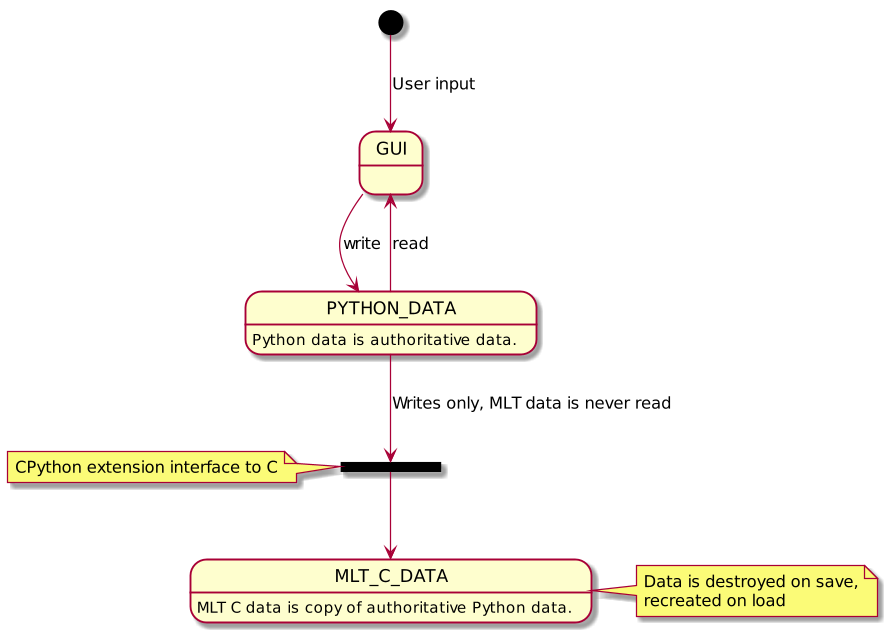 User input
GUI
write
read
PYTHON_DATA
Python data is authoritative data.
Writes only, MLT data is never read
CPython extension interface to C
MLT_C_DATA
MLT C data is copy of authoritative Python data.
Data is destroyed on save,
recreated on load